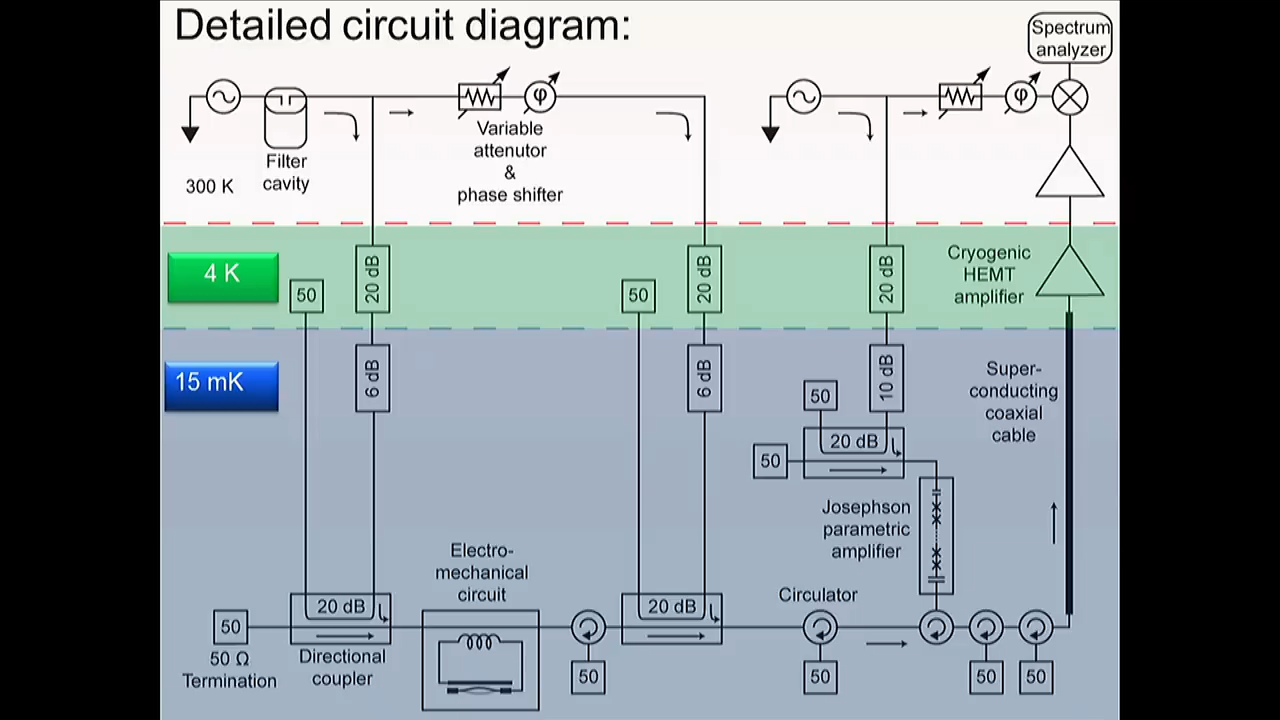 Detailed circuit diagram:
Spectrum
analyzer
φ
φ
Filter
cavity
Variable
attenutor
&
phase shifter
300 K
4 K
50
20 dB
50
20 dB
20 dB
Cryogenic
HEMT
amplifier
15 mK
6 dB
6 dB
10 dB
50
20 dB
50
Super-
conducting
coaxial
cable
Josephson
parametric
amplifier
Electro-
mechanical
circuit
Circulator
50
20 dB
20 dB
50 Ω
Termination
Directional
coupler
50
50
50
50